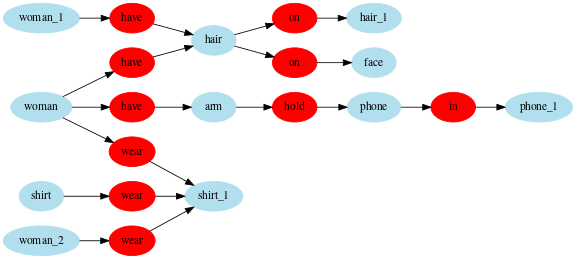 woman_1 have hair on hair_1
have on face
woman have arm hold phone in phone_1
wear
shirt wear shirt_1
woman_2 wear